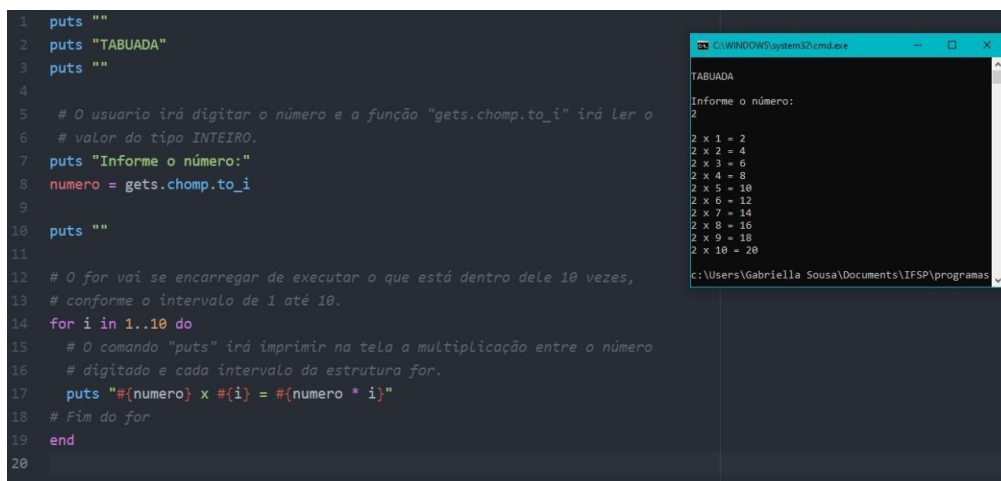 1 puts ""
2 puts "TABUADA"
3 puts ""
4
5 # O usuario irá digitar o número e a função "gets.chomp.to_i" irá ler o
6 # valor do tipo INTEIRO.
7 puts "Informe o número:"
8 numero = gets.chomp.to_i
9
10 puts ""
11
12 # O for vai se encarregar de executar o que está dentro dele 10 vezes,
13 # conforme o intervalo de 1 até 10.
14 for i in 1..10 do
15 # O comando "puts" irá imprimir na tela a multiplicação entre o número
16 # digitado e cada intervalo da estrutura for.
17 puts "#{numero} x #{i} = #{numero * i}"
18 # Fim do for
19 end
20
C:\WINDOWS\system32\cmd.exe
TABUADA
Informe o número:
2
2 x 1 = 2
2 x 2 = 4
2 x 3 = 6
2 x 4 = 8
2 x 5 = 10
2 x 6 = 12
2 x 7 = 14
2 x 8 = 16
2 x 9 = 18
2 x 10 = 20
c:\Users\Gabriella Sousa\Documents\IFSP\programas